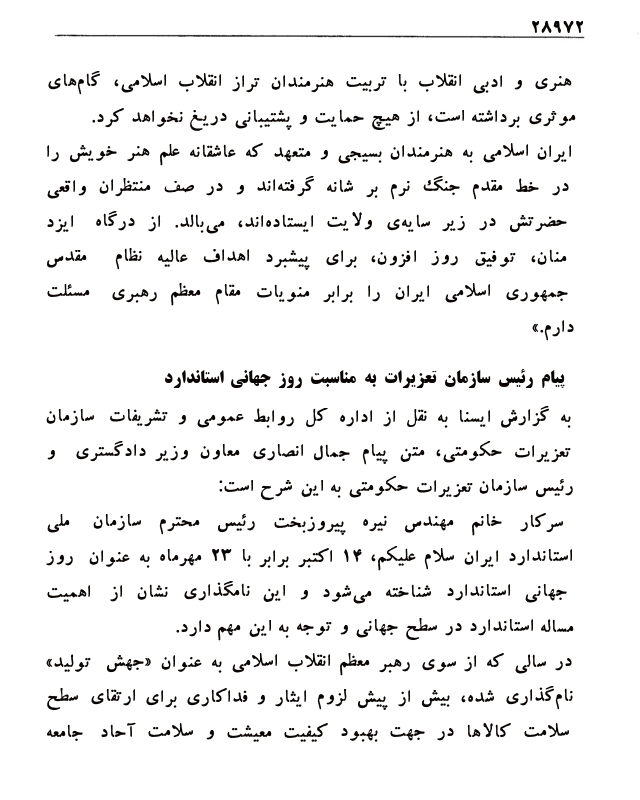 ۲۸۹۷۲
هنری و ادبی انقلاب با تربیت هنرمندان تراز انقلاب اسلامی، گام‌های
موثری برداشته است، از هیچ حمایت و پشتیبانی دریغ نخواهد کرد.
ایران اسلامی به هنرمندان بسیجی و متعهد که عاشقانه علم هنر خویش را
در خط مقدم جنگ نرم بر شانه گرفته‌اند و در صف منتظران واقعی
حضرتش در زیر سایه‌ی ولایت ایستاده‌اند، می‌بالد. از درگاه ایزد
منان، توفیق روز افزون، برای پیشبرد اهداف عالیه نظام مقدس
جمهوری اسلامی ایران را برابر منویات مقام معظم رهبری مسئلت
دارم.»
پیام رئیس سازمان تعزیرات به مناسبت روز جهانی استاندارد
به گزارش ایسنا به نقل از اداره کل روابط عمومی و تشریفات سازمان
تعزیرات حکومتی، متن پیام جمال انصاری معاون وزیر دادگستری و
رئیس سازمان تعزیرات حکومتی به این شرح است:
سرکار خانم مهندس نیره پیروزبخت رئیس محترم سازمان ملی
استاندارد ایران سلام علیکم، ۱۴ اکتبر برابر با ۲۳ مهرماه به عنوان روز
جهانی استاندارد شناخته می‌شود و این نامگذاری نشان از اهمیت
مساله استاندارد در سطح جهانی و توجه به این مهم دارد.
در سالی که از سوی رهبر معظم انقلاب اسلامی به عنوان «جهش تولید»
نام‌گذاری شده، بیش از پیش لزوم ایثار و فداکاری برای ارتقای سطح
سلامت کالاها در جهت بهبود کیفیت معیشت و سلامت آحاد جامعه